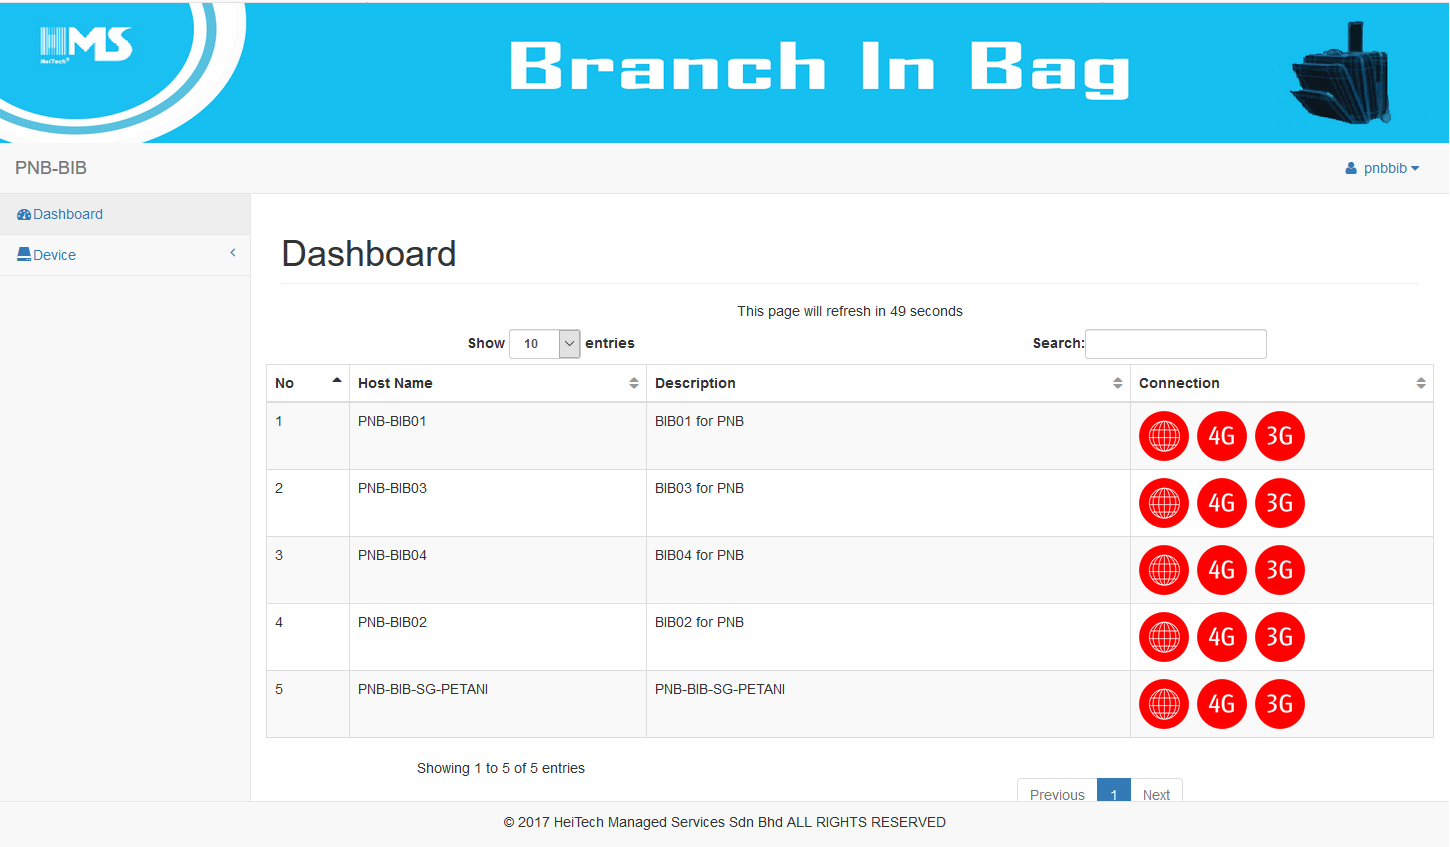 HMS
HeiTech®
Branch In Bag
PNB-BIB
pnbbib
Dashboard
Device
Dashboard
This page will refresh in 49 seconds
Show 10 entries
Search:
No Host Name Description Connection
1 PNB-BIB01 BIB01 for PNB 4G 3G
2 PNB-BIB03 BIB03 for PNB 4G 3G
3 PNB-BIB04 BIB04 for PNB 4G 3G
4 PNB-BIB02 BIB02 for PNB 4G 3G
5 PNB-BIB-SG-PETANI PNB-BIB-SG-PETANI 4G 3G
Showing 1 to 5 of 5 entries
Previous 1 Next
© 2017 HeiTech Managed Services Sdn Bhd ALL RIGHTS RESERVED